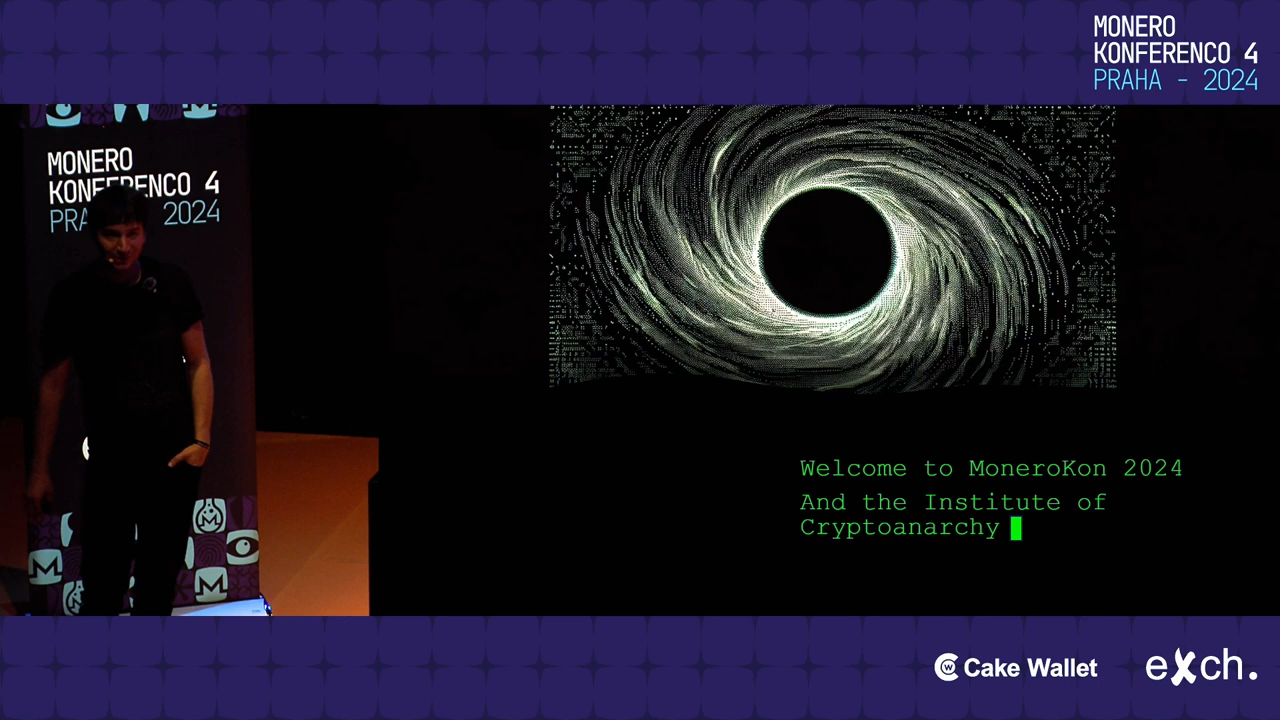 MONERO
KONFERENCO 4
PRAHA - 2024
MONERO
KONFERENCO 4
PRA 2024
Welcome to MoneroKon 2024
And the Institute of
Cryptoanarchy
Cake Wallet
exch.